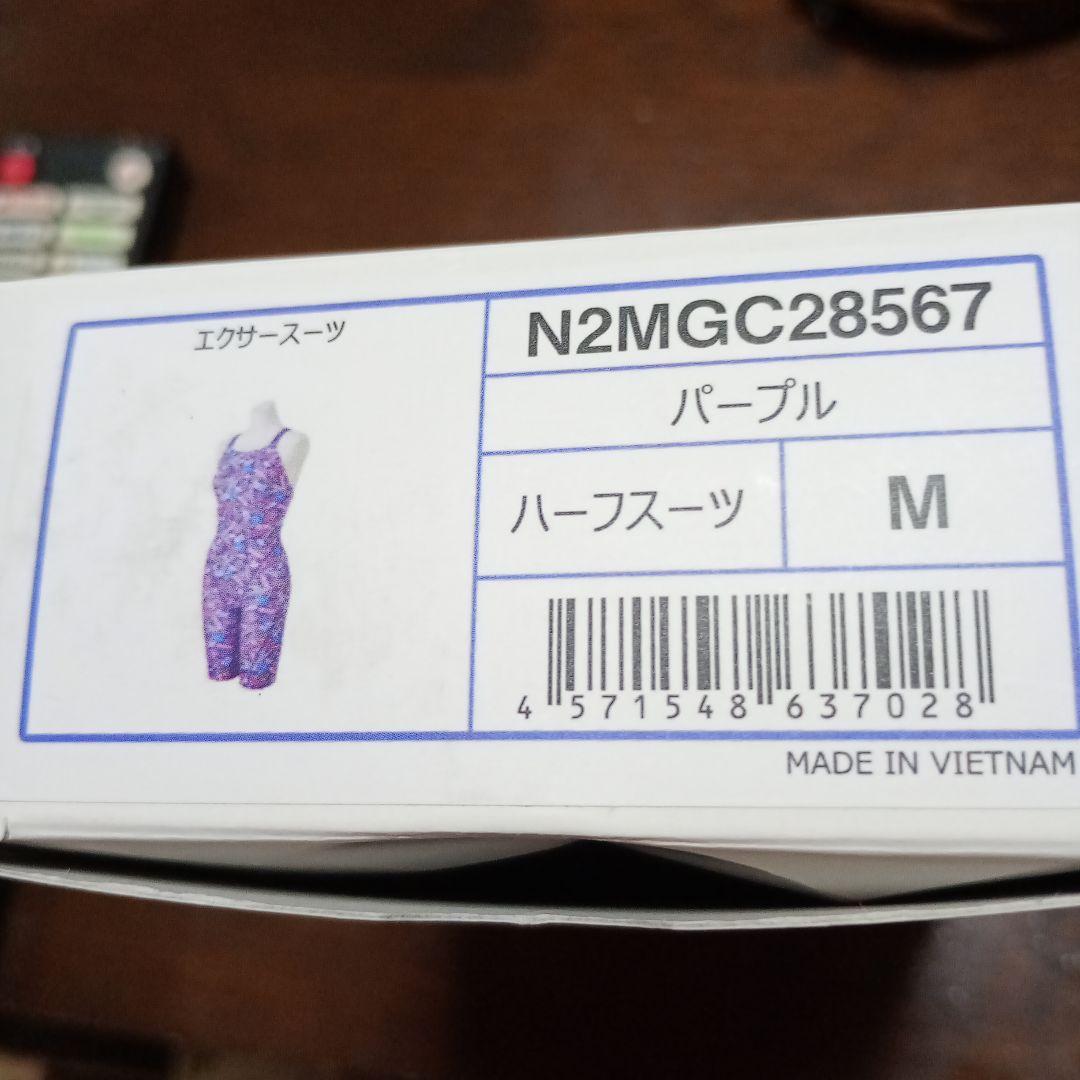 エクサースーツ
N2MGC28567
パープル
ハーフスーツ
M
4 571548 637028
MADE IN VIETNAM